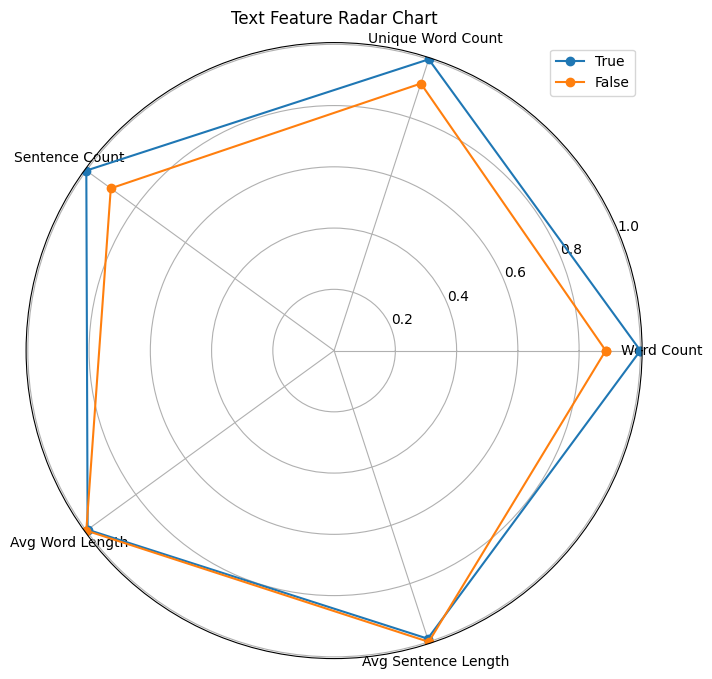 Text Feature Radar Chart
Unique Word Count
True
False
Sentence Count
1.0
0.8
0.6
0.4
0.2
Word Count
Avg Word Length
Avg Sentence Length